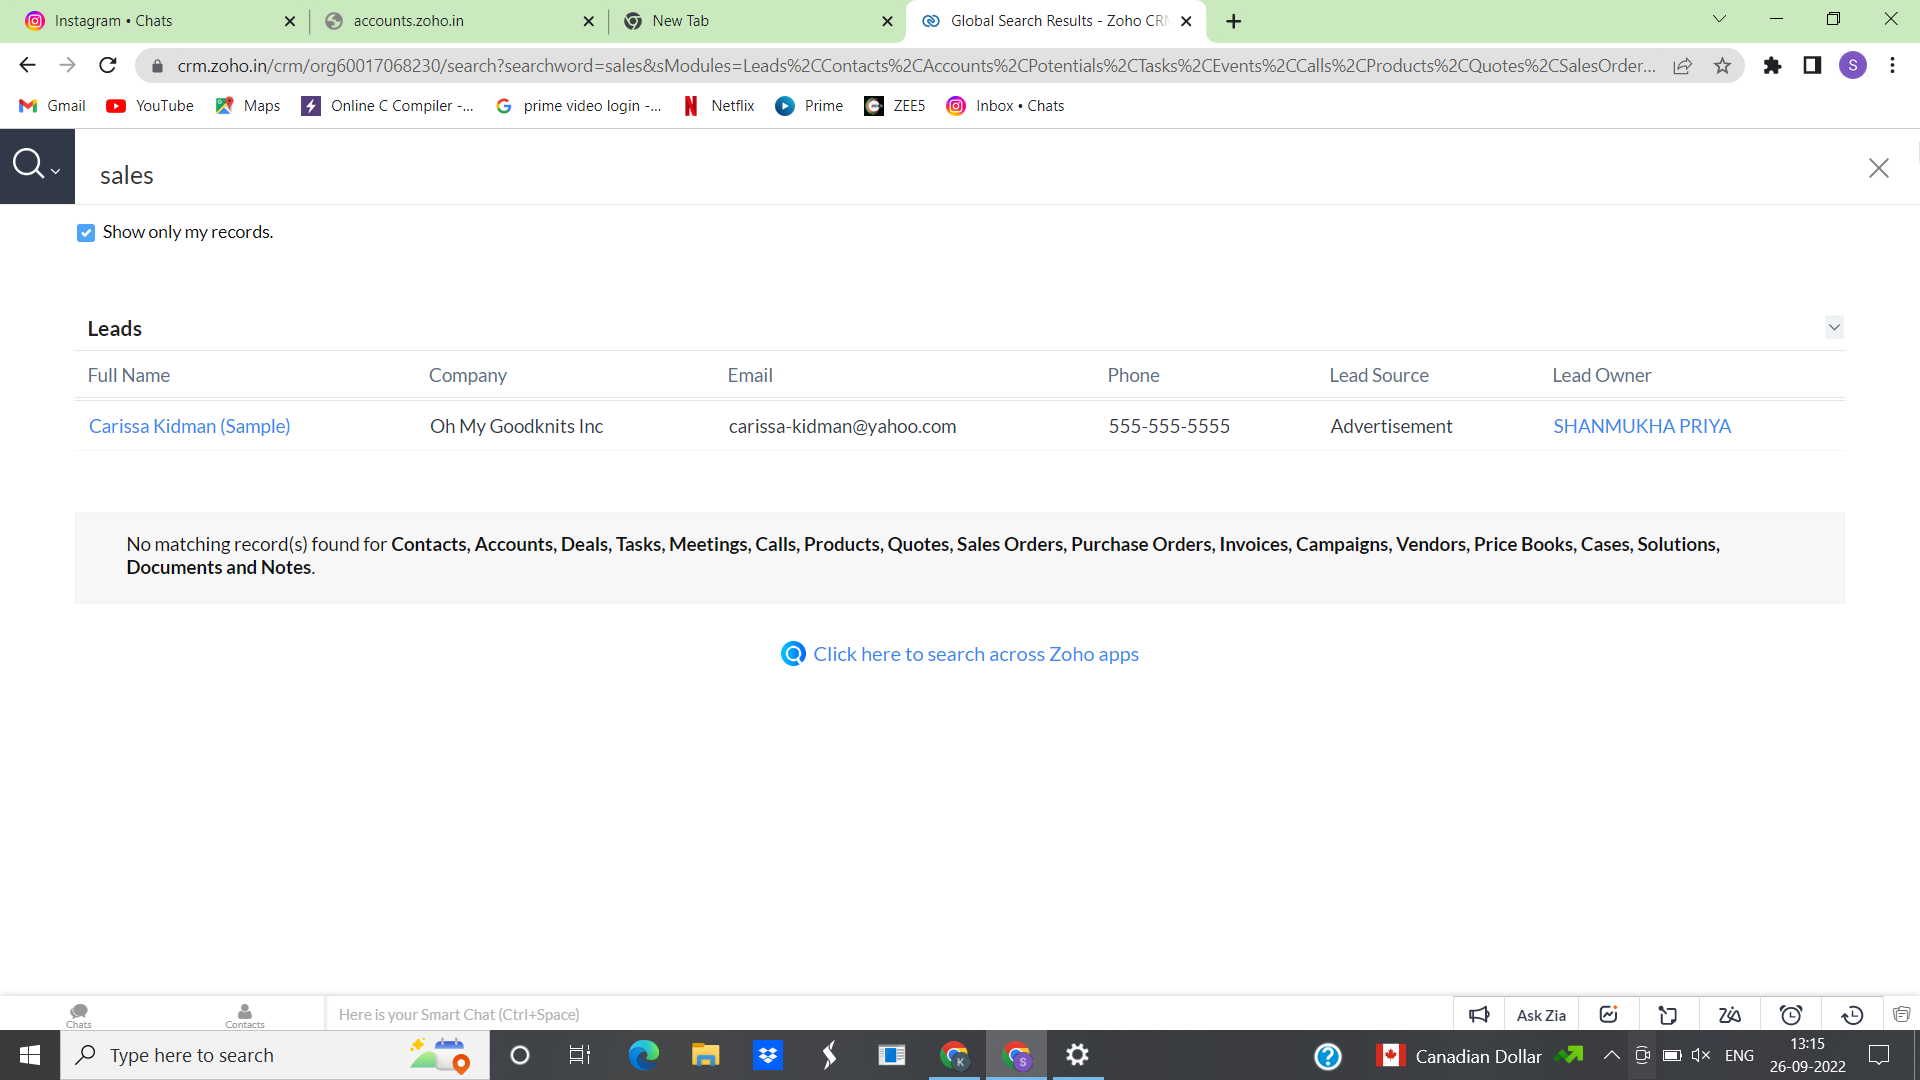 Instagram • Chats
accounts.zoho.in
New Tab
Global Search Results - Zoho CRM
crm.zoho.in/crm/org60017068230/search?searchword=sales&sModules=Leads%2CContacts%2CAccounts%2CPotentials%2CTasks%2CEvents%2CCalls%2CProducts%2CQuotes%2CSalesOrder...
S
Gmail
YouTube
Maps
Online C Compiler -...
prime video login -...
Netflix
Prime
ZEE5
Inbox • Chats
sales
Show only my records.
Leads
Full Name Company Email Phone Lead Source Lead Owner
Carissa Kidman (Sample) Oh My Goodknits Inc carissa-kidman@yahoo.com 555-555-5555 Advertisement SHANMUKHA PRIYA
No matching record(s) found for Contacts, Accounts, Deals, Tasks, Meetings, Calls, Products, Quotes, Sales Orders, Purchase Orders, Invoices, Campaigns, Vendors, Price Books, Cases, Solutions,
Documents and Notes.
Click here to search across Zoho apps
Chats
Contacts
Here is your Smart Chat (Ctrl+Space)
Ask Zia
Type here to search
K
S
Canadian Dollar
ENG
13:15
26-09-2022